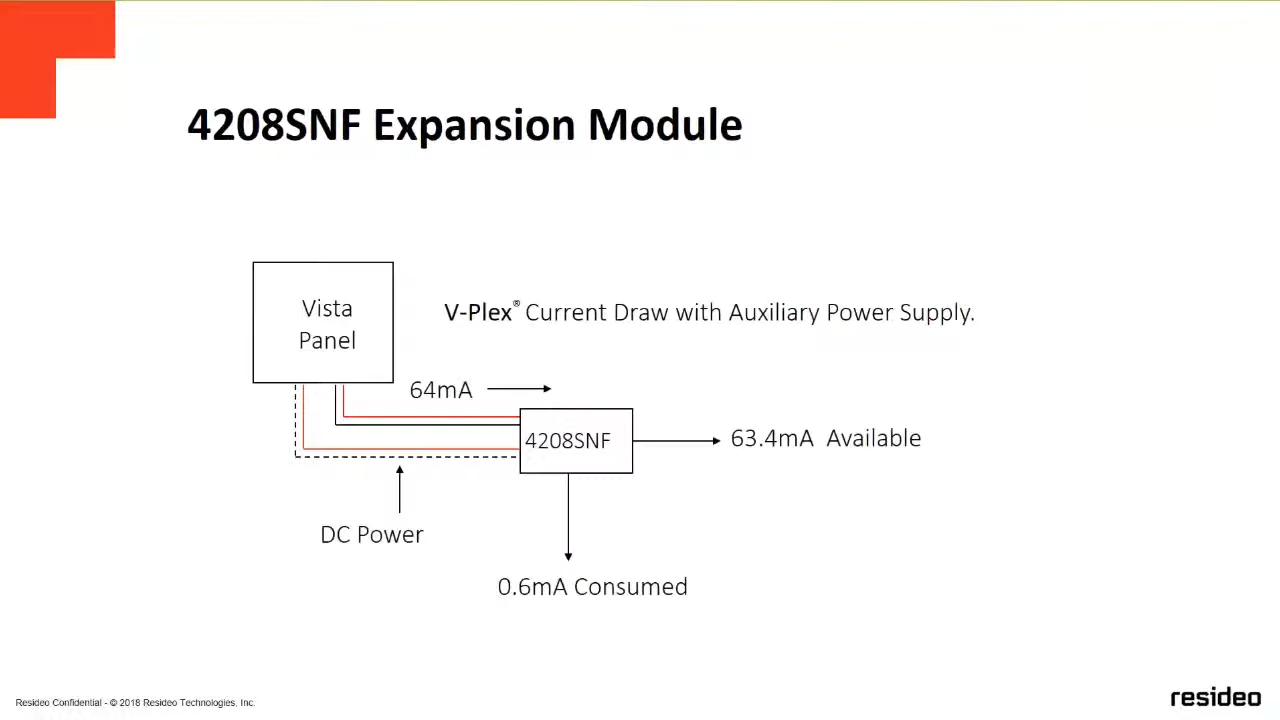 4208SNF Expansion Module
Vista
Panel
V-Plex® Current Draw with Auxiliary Power Supply.
64mA
4208SNF
63.4mA Available
DC Power
0.6mA Consumed
Resideo Confidential - © 2018 Resideo Technologies, Inc.
resideo